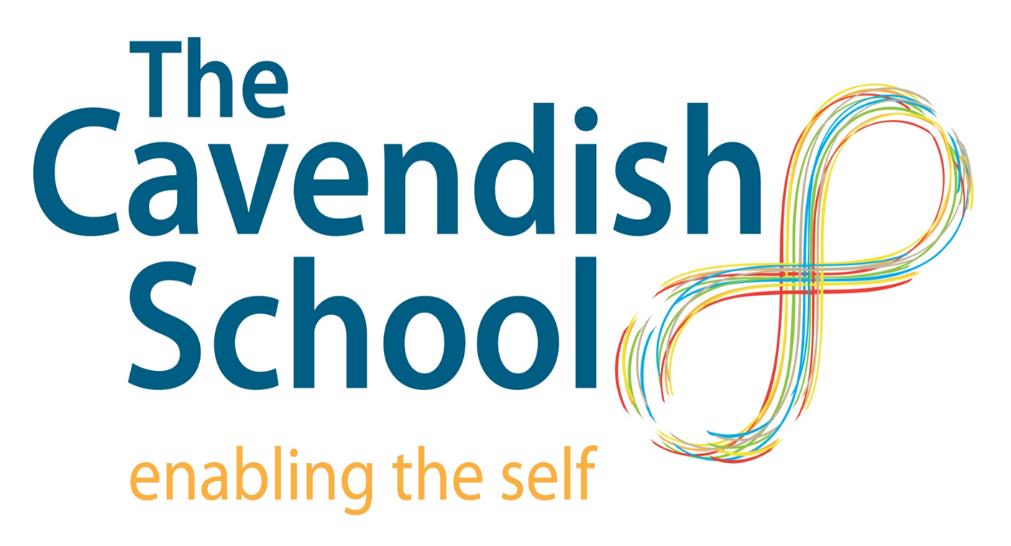 The
Cavendish
School
enabling the self